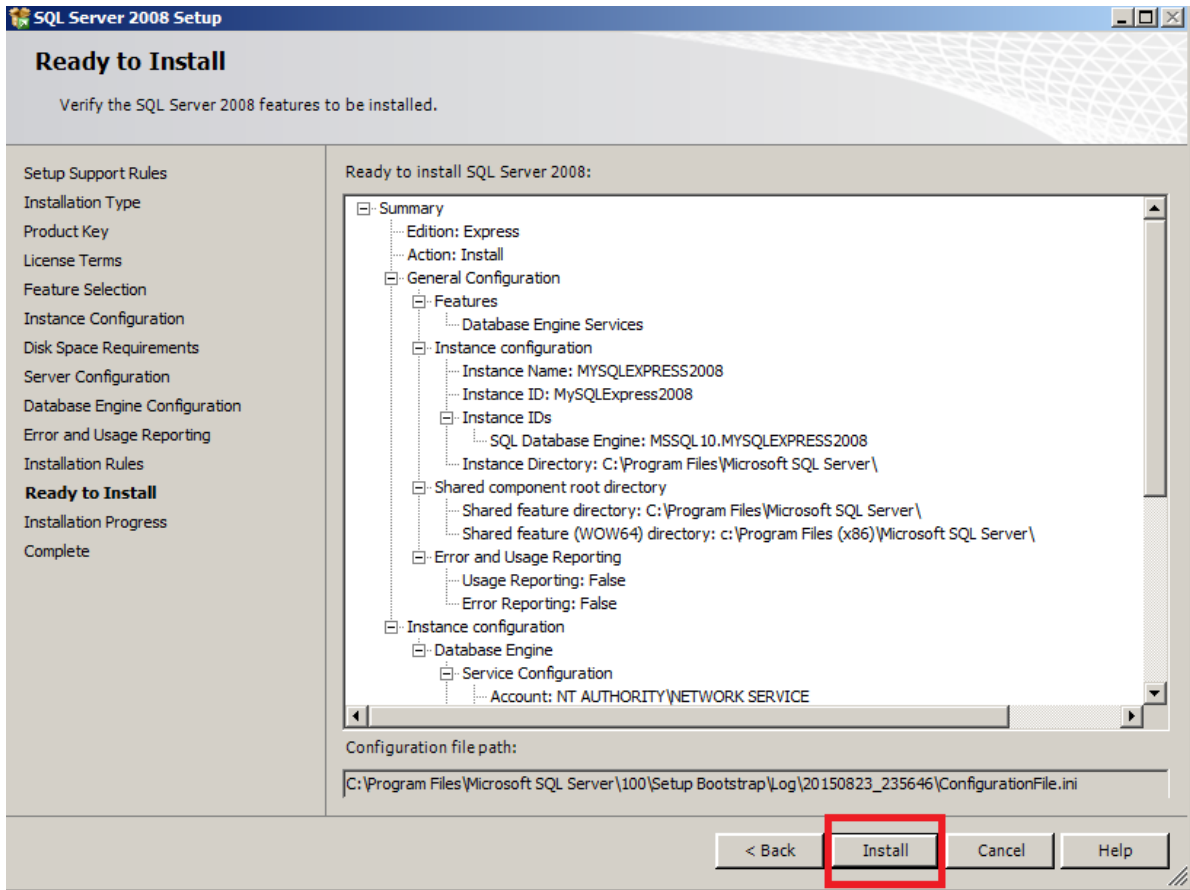 SQL Server 2008 Setup
Ready to Install
Verify the SQL Server 2008 features to be installed.
Setup Support Rules
Installation Type
Product Key
License Terms
Feature Selection
Instance Configuration
Disk Space Requirements
Server Configuration
Database Engine Configuration
Error and Usage Reporting
Installation Rules
Ready to Install
Installation Progress
Complete
Ready to install SQL Server 2008:
Summary
Edition: Express
Action: Install
General Configuration
Features
Database Engine Services
Instance configuration
Instance Name: MYSQLEXPRESS2008
Instance ID: MySQLExpress2008
Instance IDs
SQL Database Engine: MSSQL10.MYSQLEXPRESS2008
Instance Directory: C:\Program Files\Microsoft SQL Server\
Shared component root directory
Shared feature directory: C:\Program Files\Microsoft SQL Server\
Shared feature (WOW64) directory: c:\Program Files (x86)\Microsoft SQL Server\
Error and Usage Reporting
Usage Reporting: False
Error Reporting: False
Instance configuration
Database Engine
Service Configuration
Account: NT AUTHORITY\NETWORK SERVICE
Configuration file path:
C:\Program Files\Microsoft SQL Server\100\Setup Bootstrap\Log\20150823_235646\ConfigurationFile.ini
< Back
Install
Cancel
Help